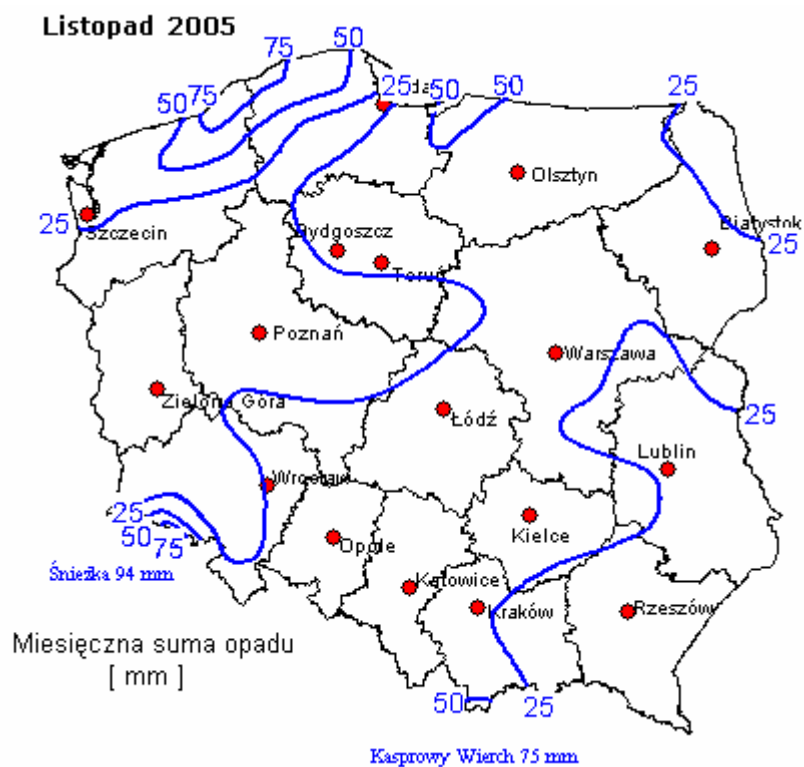 Listopad 2005
75
50
50
75
25
50
50
25
Olsztyn
25
Szczecin
Bydgoszcz
Toruń
Białystok
25
Poznań
Warszawa
Zielona Góra
Łódź
25
Lublin
Wrocław
25
50
75
Opole
Kielce
Śnieżka 94 mm
Katowice
Kraków
Rzeszów
Miesięczna suma opadu
[ mm ]
50
25
Kasprowy Wierch 75 mm